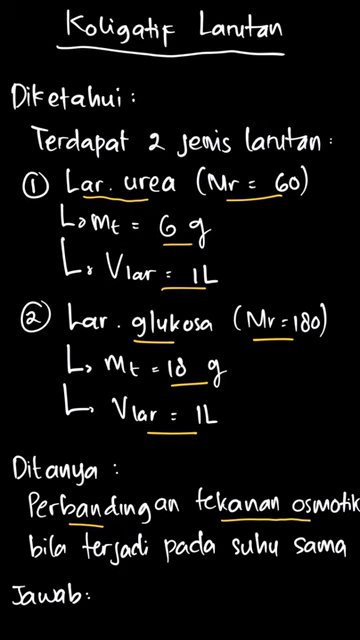 Koligatif Larutan
Diketahui:
Terdapat 2 jenis larutan:
① Lar. urea (Mr = 60)
↳ mt = 6 g
↳ Vlar = 1L
② Lar. glukosa (Mr = 180)
↳ mt = 18 g
↳ Vlar = 1L
Ditanya:
Perbandingan tekanan osmotik
bila terjadi pada suhu sama
Jawab: